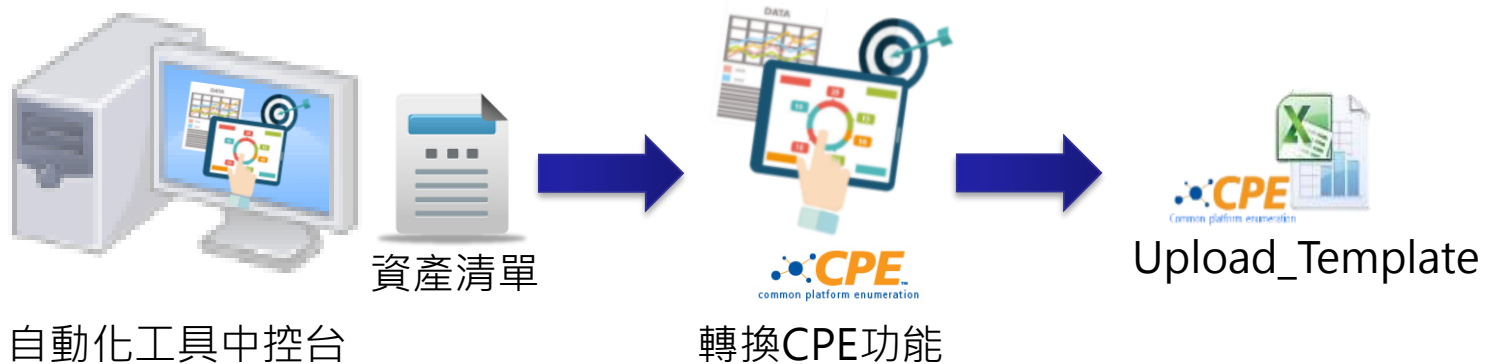 DATA
DATA
資產清單
CPE
common platform enumeration
CPE
Common platform enumeration
Upload_Template
自動化工具中控台
轉換CPE功能